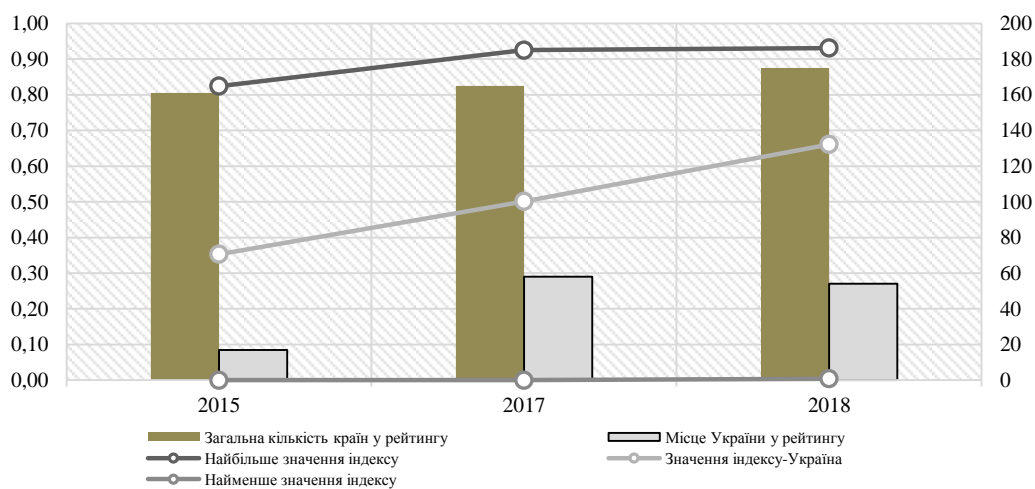 1,00 200
0,90 180
0,80 160
0,70 140
0,60 120
0,50 100
0,40 80
0,30 60
0,20 40
0,10 20
0,00 0
2015 2017 2018
Загальна кількість країн у рейтингу Місце України у рейтингу
Найбільше значення індексу Значення індексу-Україна
Найменше значення індексу